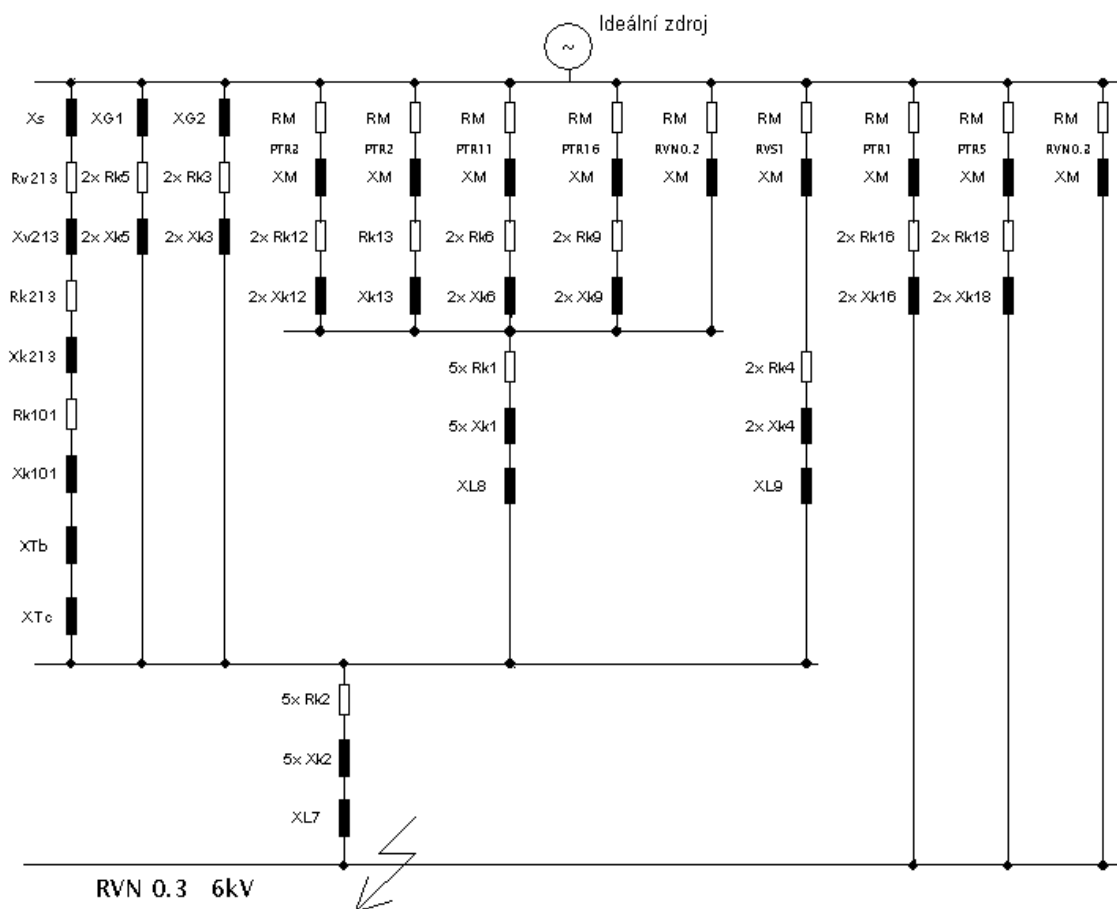 Ideální zdroj
Xs XG1 XG2 RM RM RM RM RM RM RM RM RM
PTR8 PTR2 PTR11 PTR16 RVN0.2 RVS1 PTR1 PTR5 RVN0.2
Rv213 2x Rk5 2x Rk3 XM XM XM XM XM XM XM XM XM
Xv213 2x Xk5 2x Xk3 2x Rk12 Rk13 2x Rk6 2x Rk9 2x Rk16 2x Rk18
Rk213 2x Xk12 Xk13 2x Xk6 2x Xk9 2x Xk16 2x Xk18
Xk213 5x Rk1 2x Rk4
Rk101 5x Xk1 2x Xk4
Xk101 XL8 XL9
XTb
XTc
5x Rk2
5x Xk2
XL7
RVN 0.3 6kV